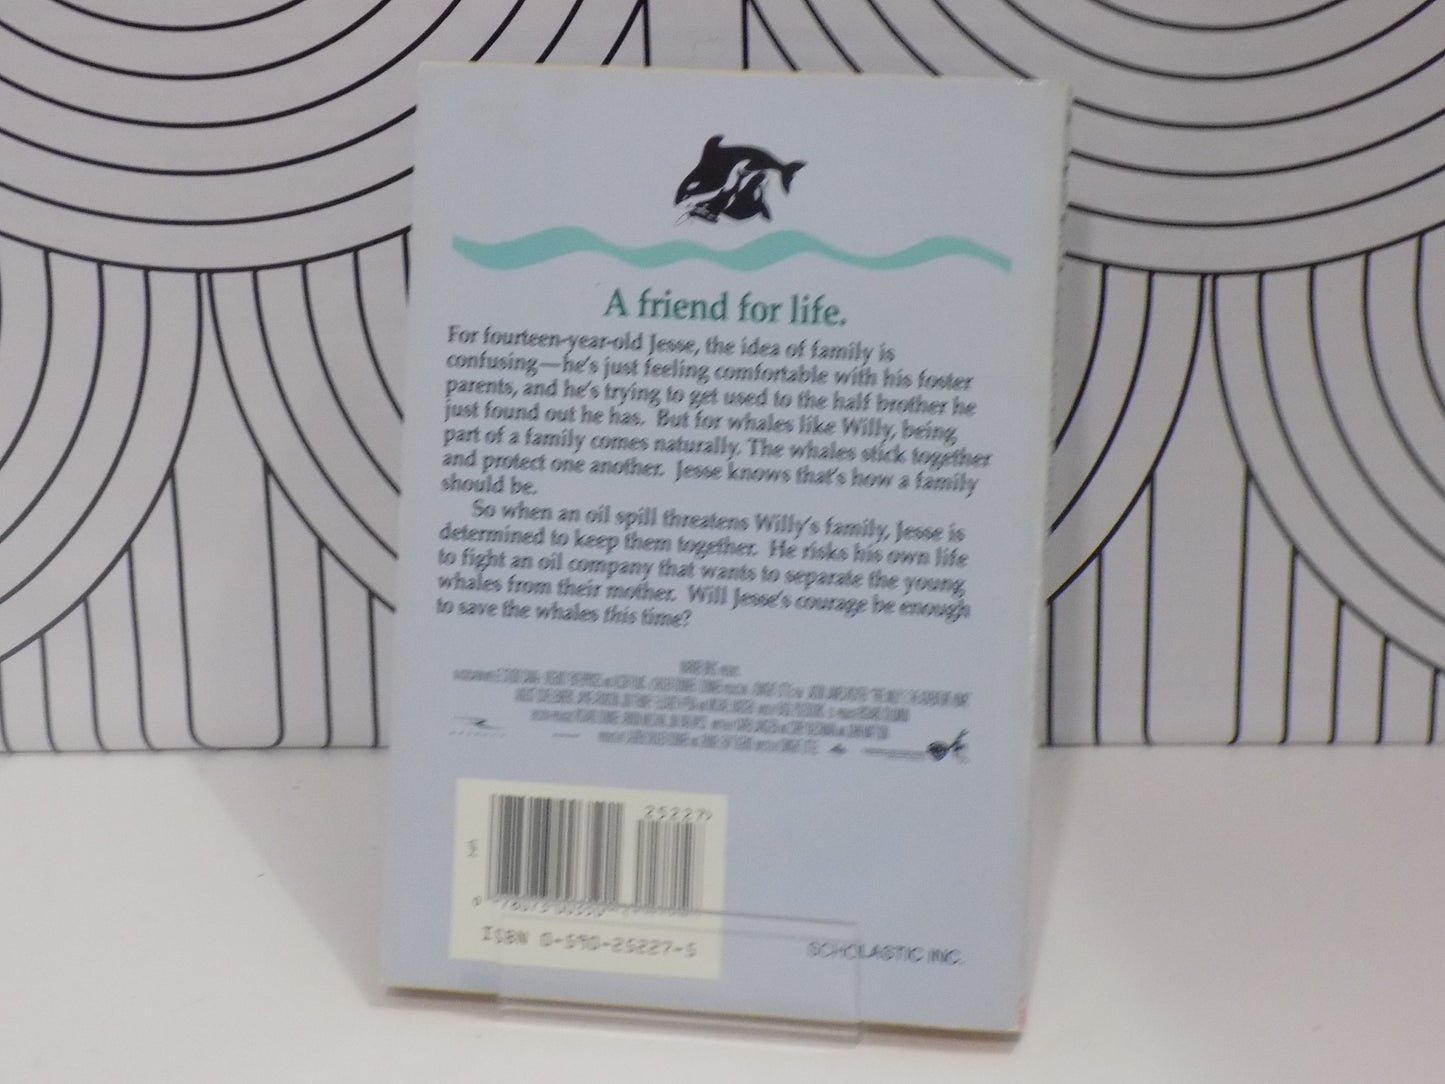 A friend for life.
For fourteen-year-old Jesse, the idea of family is
confusing—he's just feeling comfortable with his foster
parents, and he's trying to get used to the half brother he
just found out he has. But for whales like Willy, being
part of a family comes naturally. The whales stick together
and protect one another. Jesse knows that's how a family
should be.
So when an oil spill threatens Willy's family, Jesse is
determined to keep them together. He risks his own life
to fight an oil company that wants to separate the young
whales from their mother. Will Jesse's courage be enough
to save the whales this time?
25227>
ISBN 0-590-25227-5
SCHOLASTIC INC.